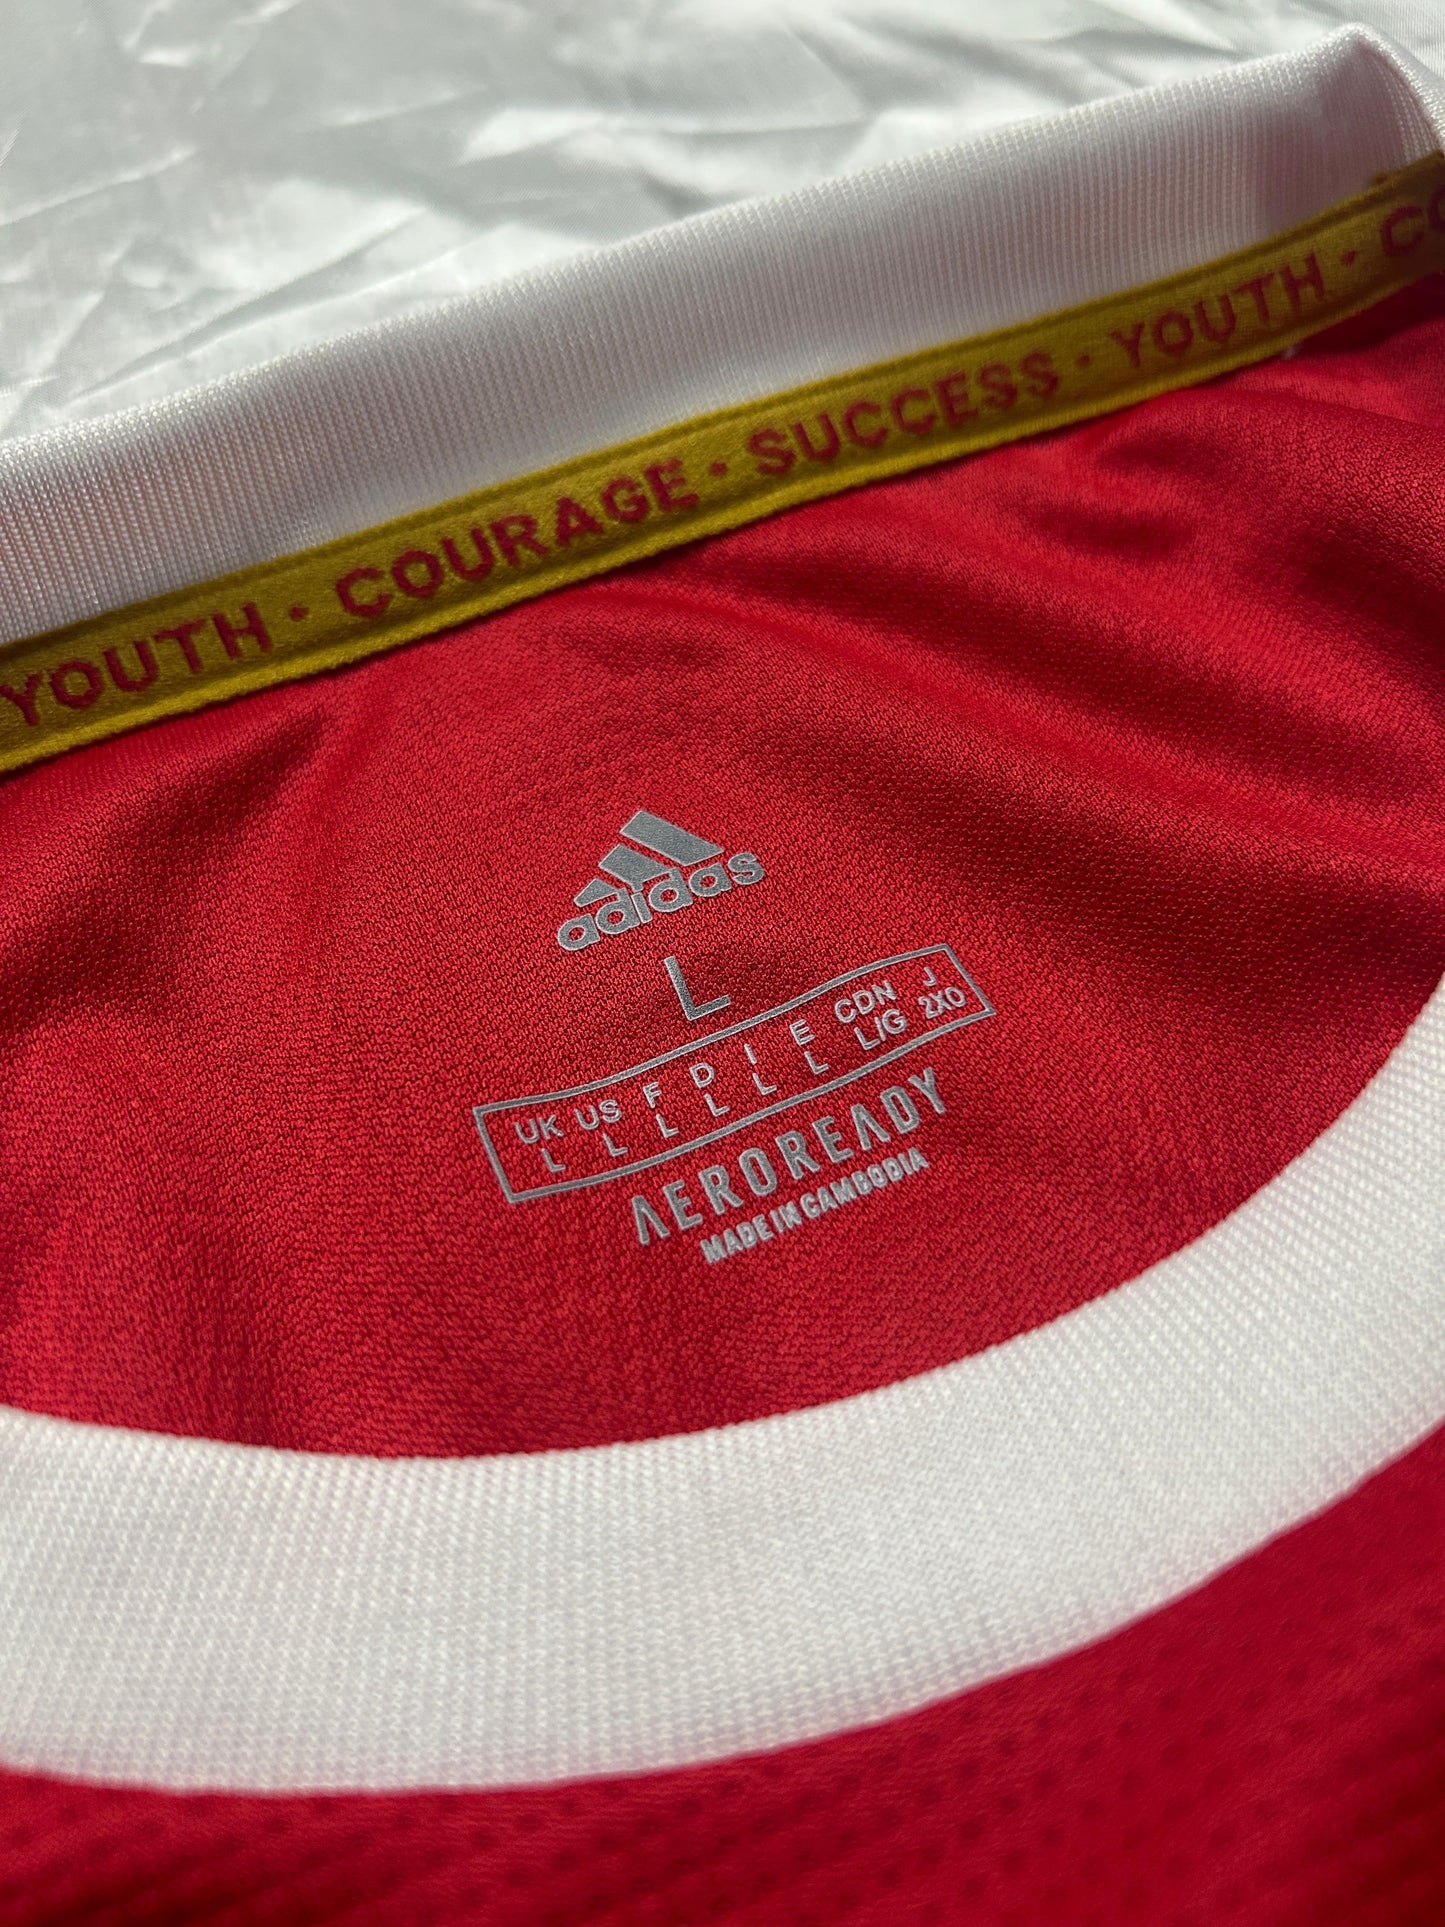 YOUTH · COURAGE · SUCCESS · YOUTH · CO
adidas
L
UK US F D I E CDN J
L L L L L L L/G 2XO
AEROREADY
MADE IN CAMBODIA